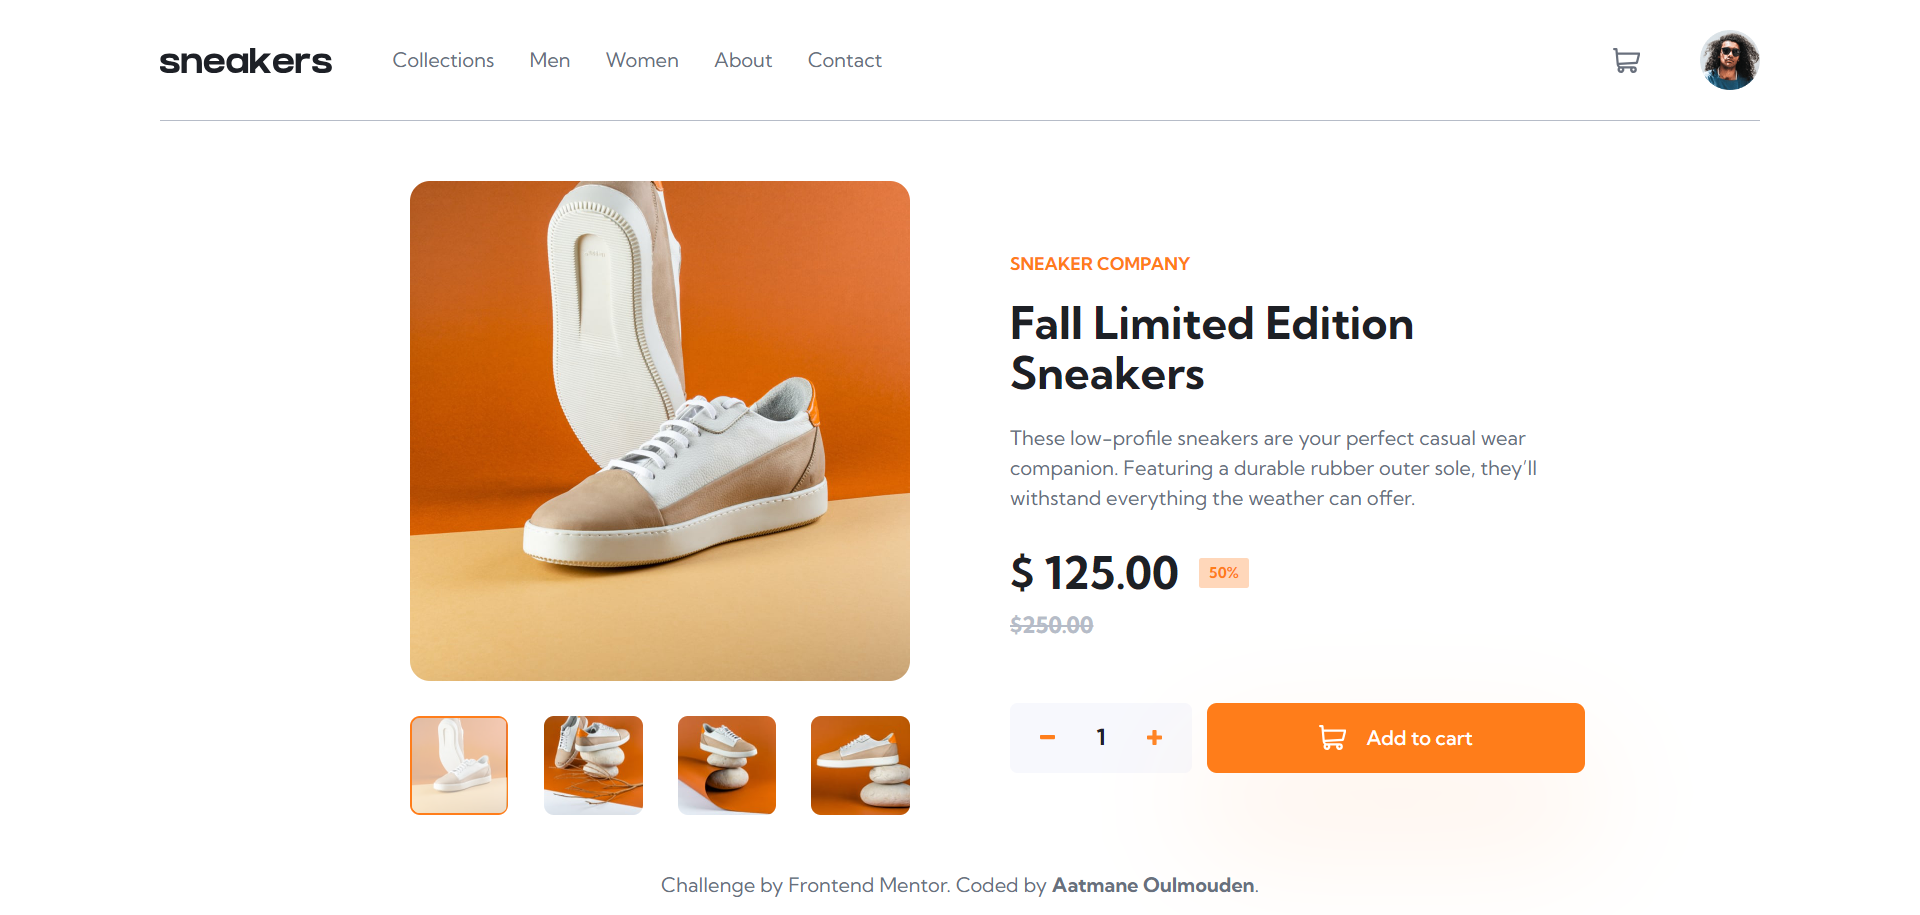 sneakers
Collections Men Women About Contact
SNEAKER COMPANY
Fall Limited Edition
Sneakers
These low-profile sneakers are your perfect casual wear
companion. Featuring a durable rubber outer sole, they’ll
withstand everything the weather can offer.
$ 125.00 50%
$250.00
1
Add to cart
Challenge by Frontend Mentor. Coded by Aatmane Oulmouden.